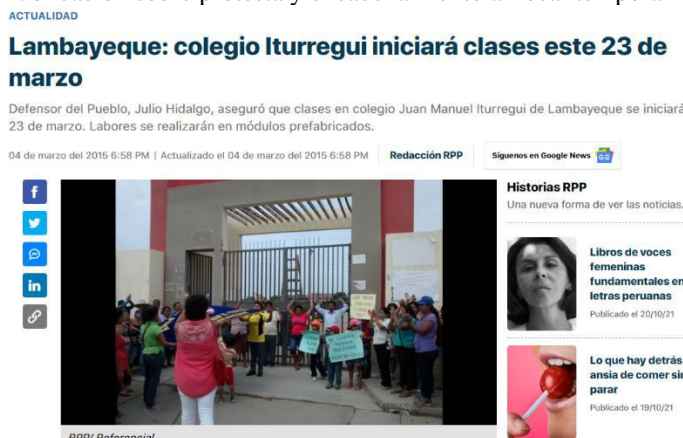 ACTUALIDAD
Lambayeque: colegio Iturregui iniciará clases este 23 de
marzo
Defensor del Pueblo, Julio Hidalgo, aseguró que clases en colegio Juan Manuel Iturregui de Lambayeque se iniciará
23 de marzo. Labores se realizarán en módulos prefabricados.
04 de marzo del 2015 6:58 PM | Actualizado el 04 de marzo del 2015 6:58 PM
Redacción RPP
Síguenos en Google News
Historias RPP
Una nueva forma de ver las noticias.
Libros de voces
femeninas
fundamentales en
letras peruanas
Publicado el 20/10/21
Lo que hay detrás
ansia de comer sin
parar
Publicado el 19/10/21
RPP/ Referencial